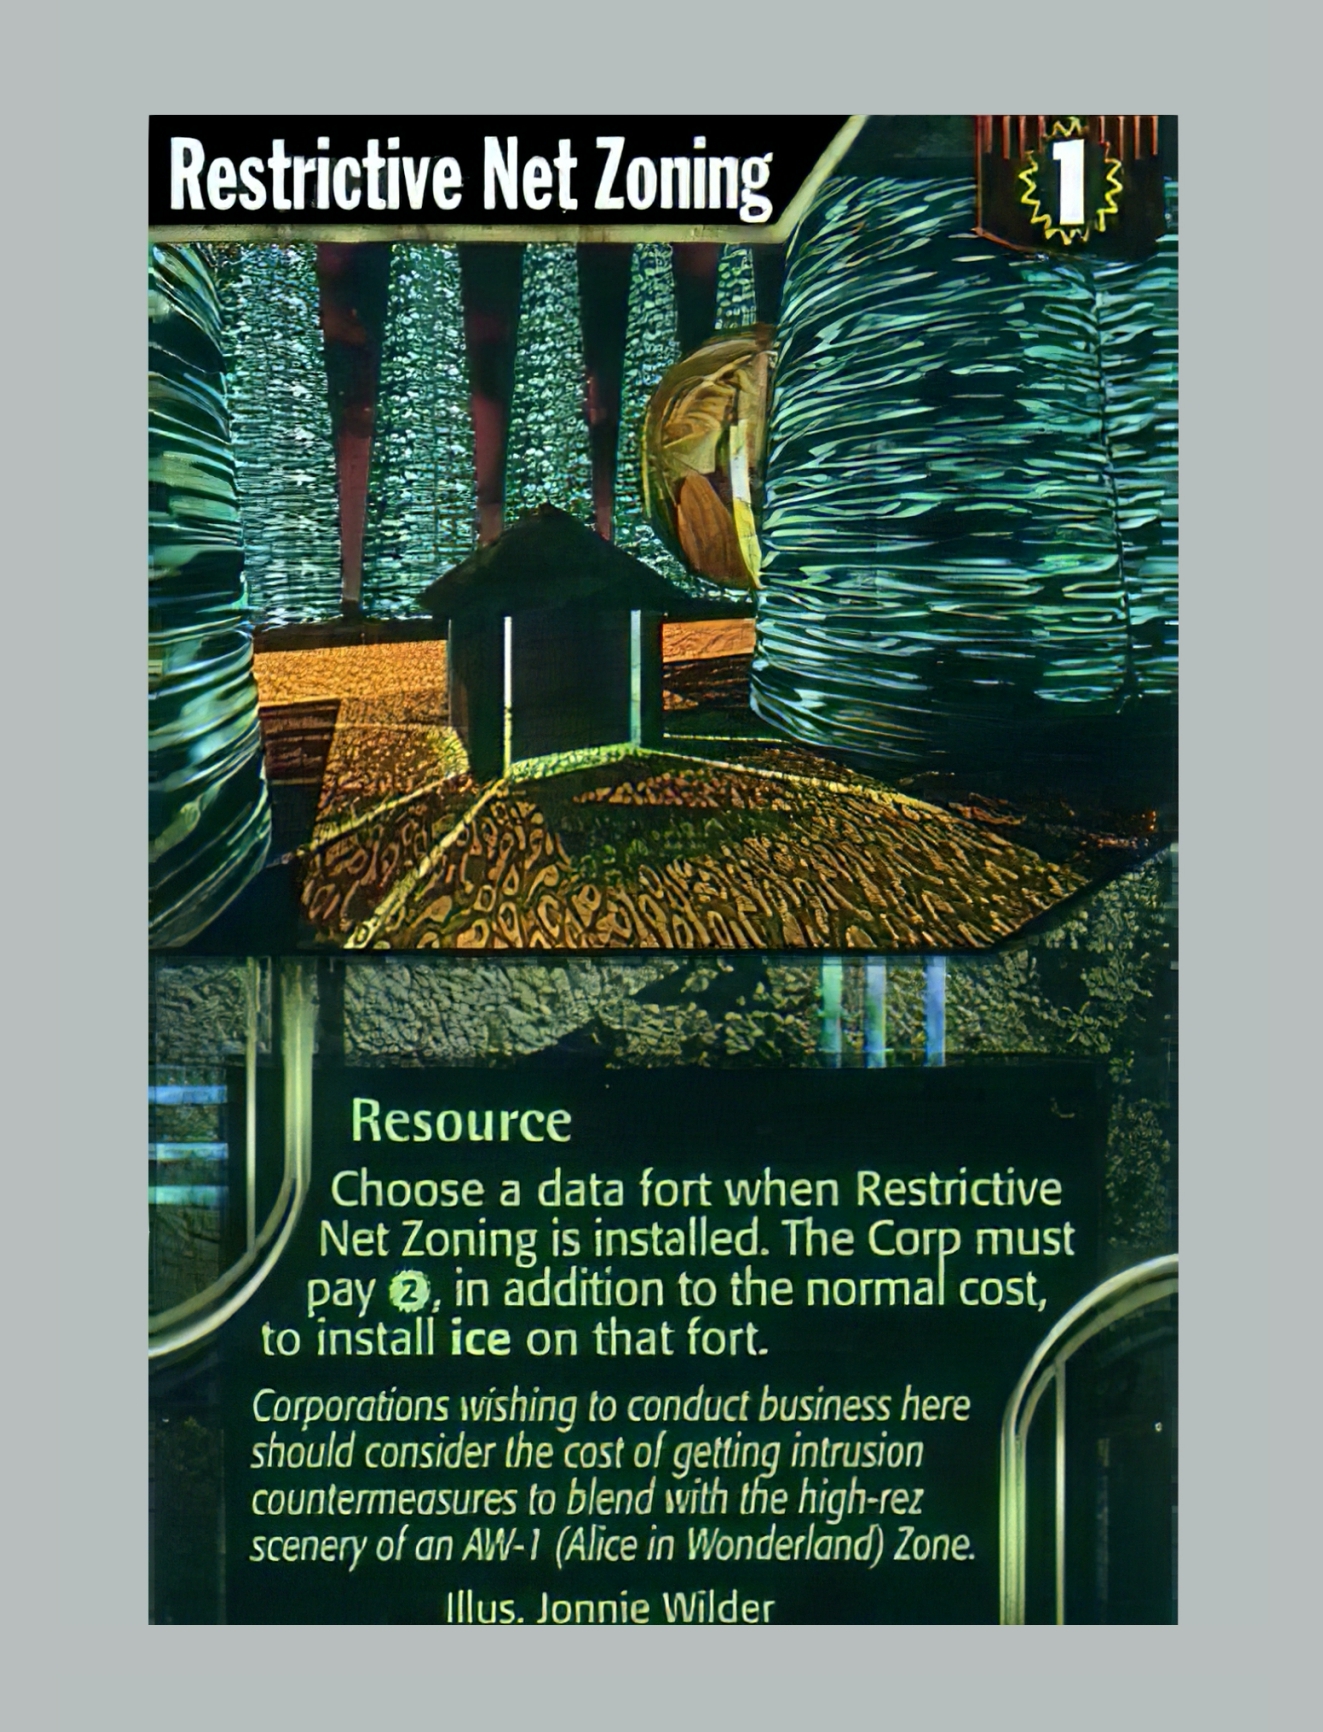 Restrictive Net Zoning
1
Resource
Choose a data fort when Restrictive
Net Zoning is installed. The Corp must
pay 2, in addition to the normal cost,
to install ice on that fort.
Corporations wishing to conduct business here
should consider the cost of getting intrusion
countermeasures to blend with the high-rez
scenery of an AW-1 (Alice in Wonderland) Zone.
Illus. Jonnie Wilder